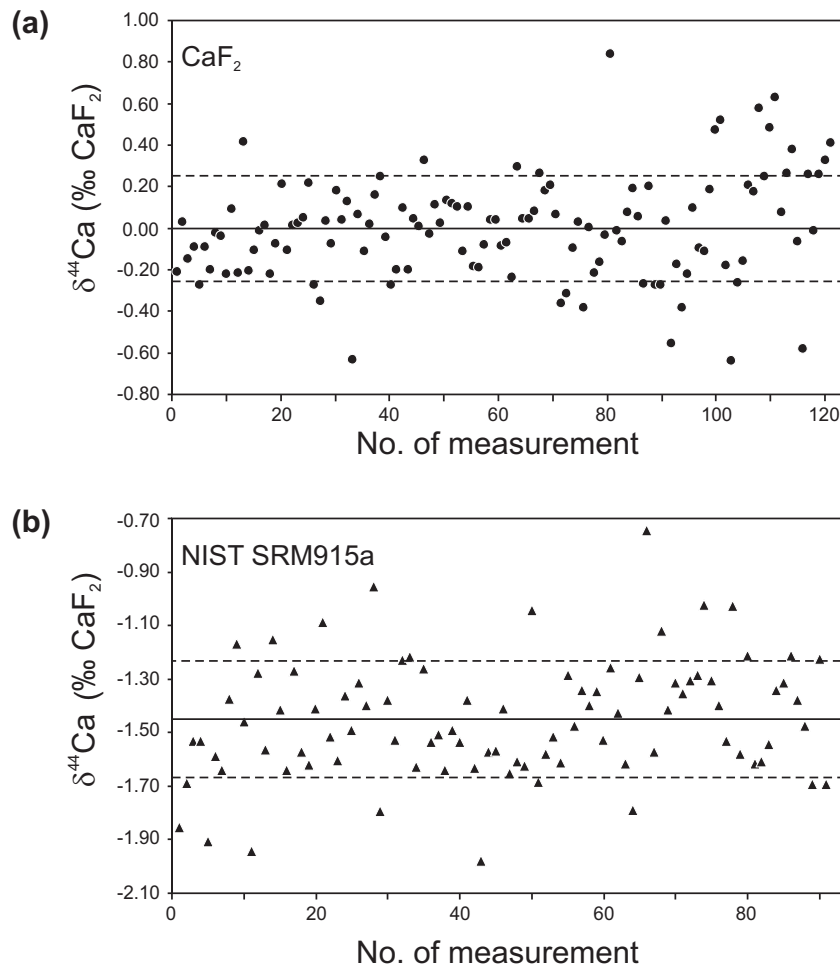 (a)
CaF₂
δ⁴⁴Ca (‰ CaF₂)
1.00
0.80
0.60
0.40
0.20
0.00
-0.20
-0.40
-0.60
-0.80
0 20 40 60 80 100 120
No. of measurement
(b)
NIST SRM915a
δ⁴⁴Ca (‰ CaF₂)
-0.70
-0.90
-1.10
-1.30
-1.50
-1.70
-1.90
-2.10
0 20 40 60 80
No. of measurement